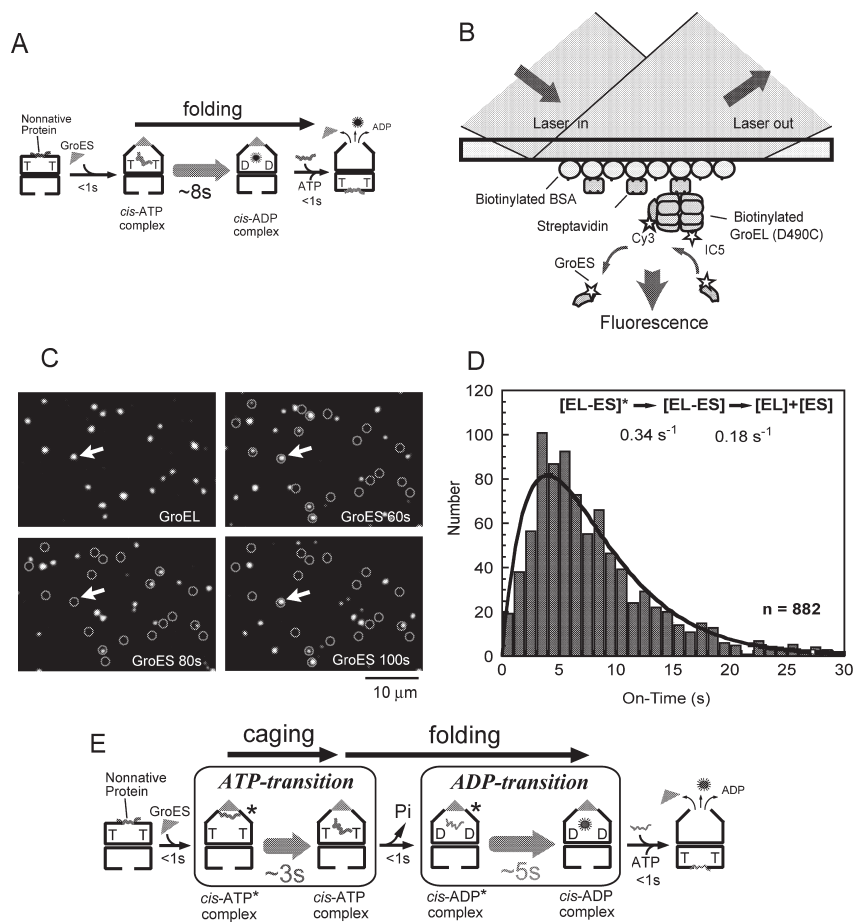 A
folding
Nonnative
Protein
GroES
ADP
T T
T T
D D
<1s
~8s
ATP
<1s
cis-ATP
complex
cis-ADP
complex
B
Laser in
Laser out
Biotinylated BSA
Streptavidin
Biotinylated
GroEL (D490C)
Cy3
IC5
GroES
Fluorescence
C
GroEL
GroES 60s
GroES 80s
GroES 100s
10 μm
D
120
100
80
60
40
20
0
Number
[EL-ES]* [EL-ES] [EL]+[ES]
0.34 s-1 0.18 s-1
n = 882
0 5 10 15 20 25 30
On-Time (s)
E
caging folding
ATP-transition
ADP-transition
Nonnative
Protein
GroES
<1s
T T
*
T T
T T
~3s
Pi
<1s
*
D D
D D
~5s
ATP
<1s
ADP
T T
cis-ATP*
complex
cis-ATP
complex
cis-ADP*
complex
cis-ADP
complex